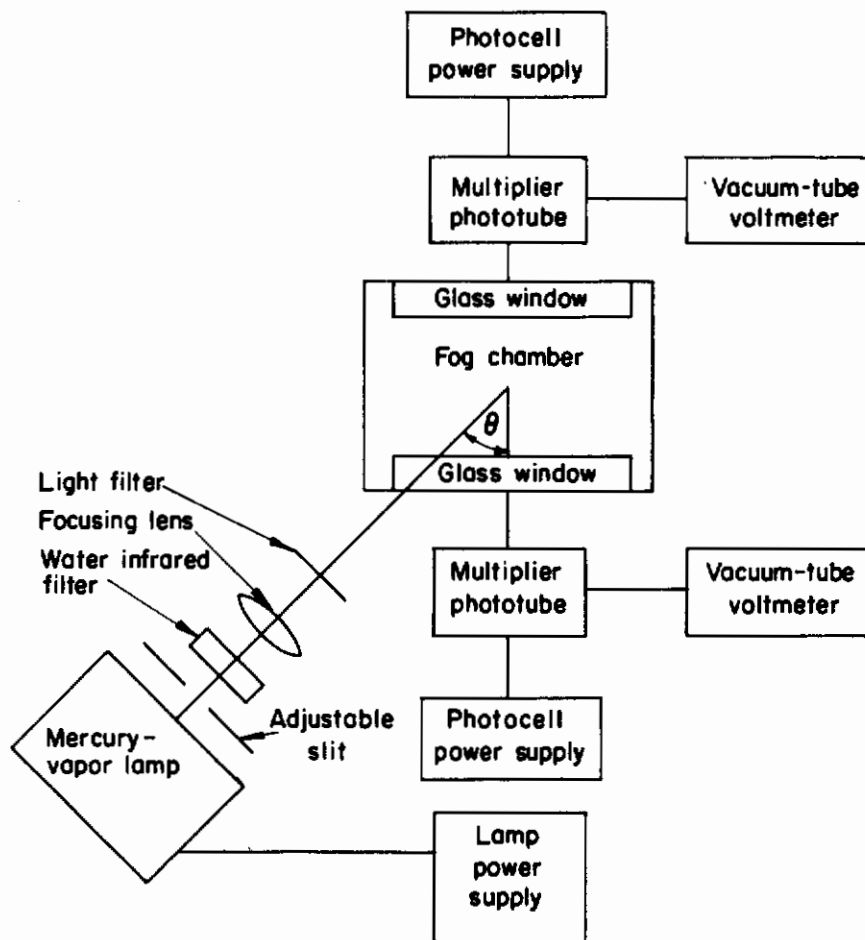 Photocell
power supply
Multiplier
phototube
Vacuum-tube
voltmeter
Glass window
Fog chamber
θ
Glass window
Light filter
Focusing lens
Water infrared
filter
Multiplier
phototube
Vacuum-tube
voltmeter
Adjustable
slit
Photocell
power supply
Mercury-
vapor lamp
Lamp
power
supply